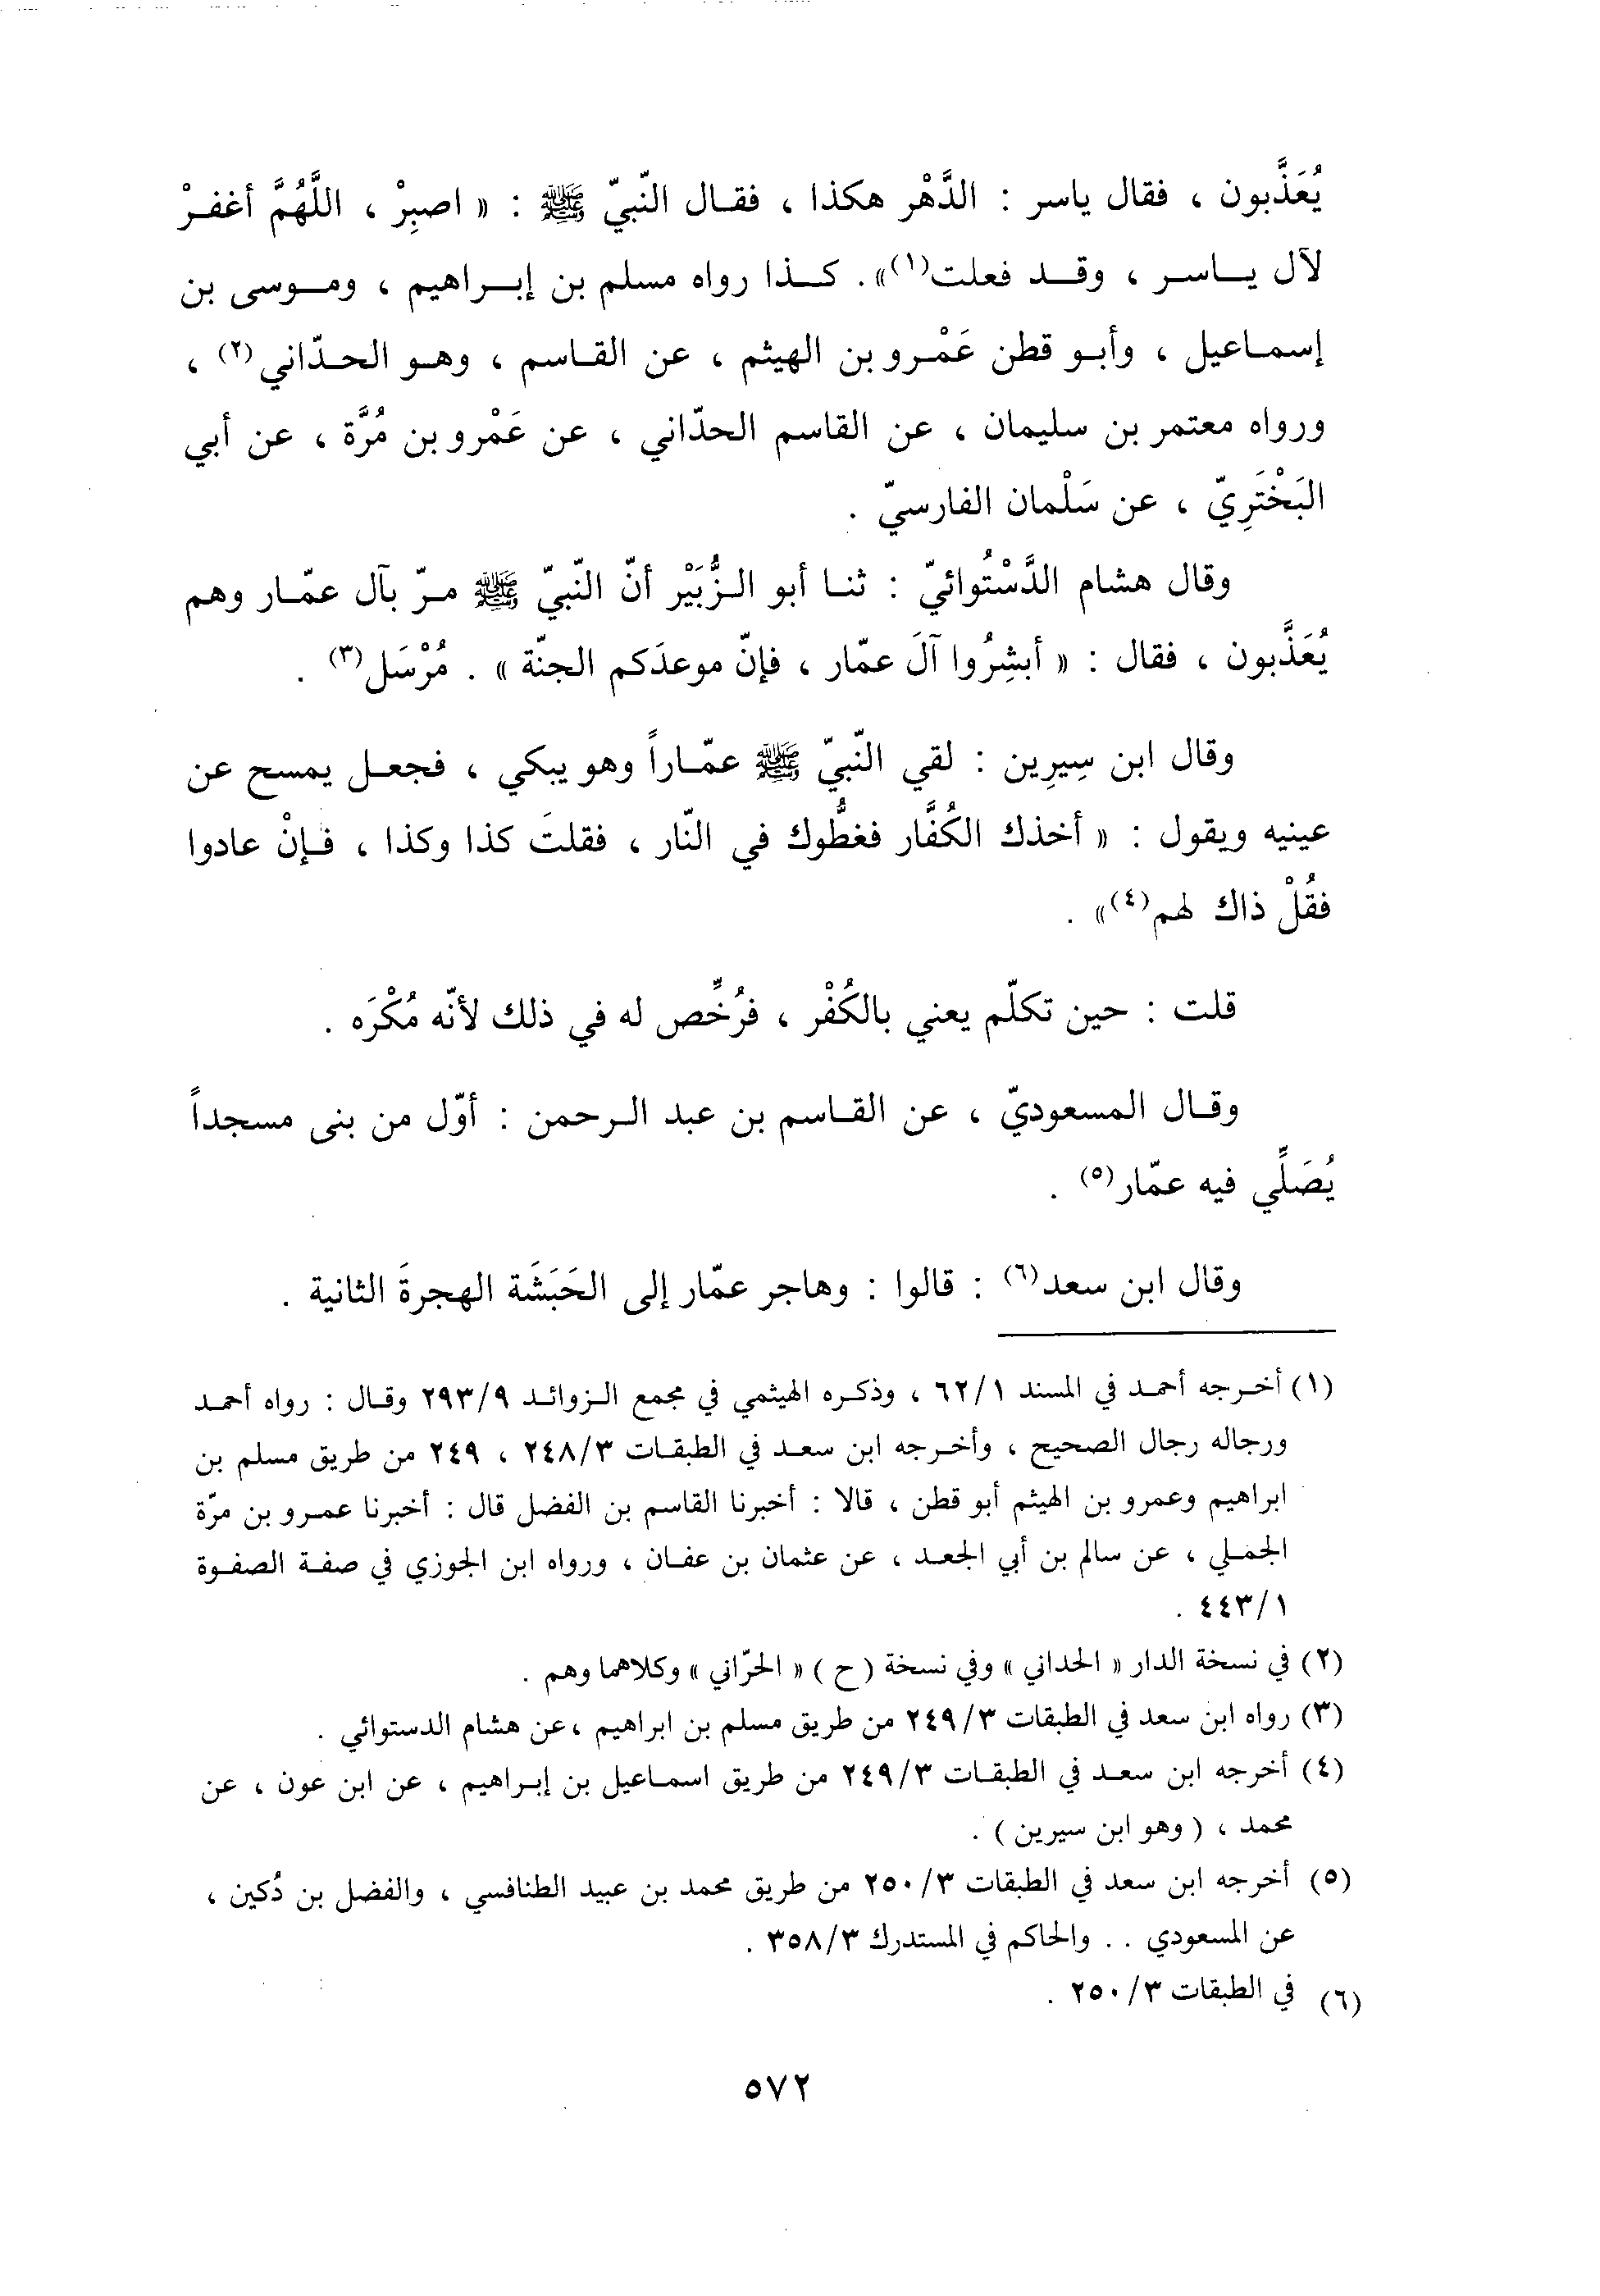 يُعَذَّبون ، فقال ياسر : الدَّهْر هكذا ، فقال النّبيّ ﷺ : « اصبِرْ ، اللَّهُمَّ أغفرْ
لآل ياسر ، وقد فعلت(١)» . كذا رواه مسلم بن إبراهيم ، وموسى بن
إسماعيل ، وأبو قطن عَمْرو بن الهيثم ، عن القاسم ، وهو الحدّاني(٢) ،
ورواه معتمر بن سليمان ، عن القاسم الحدّاني ، عن عَمْرو بن مُرَّة ، عن أبي
البَخْتَرِيّ ، عن سَلْمان الفارسيّ .
وقال هشام الدَّسْتُوائيّ : ثنا أبو الزُّبَيْر أنّ النّبيّ ﷺ مرّ بآل عمّار وهم
يُعَذَّبون ، فقال : « أبشِرُوا آلَ عمّار ، فإنّ موعدَكم الجنّة » . مُرْسَل(٣) .
وقال ابن سِيرِين : لقي النّبيّ ﷺ عمّاراً وهو يبكي ، فجعل يمسح عن
عينيه ويقول : « أخذك الكُفَّار فغطُّوك في النّار ، فقلتَ كذا وكذا ، فإنْ عادوا
فقُلْ ذاك لهم(٤)» .
قلت : حين تكلّم يعني بالكُفْر ، فرُخِّص له في ذلك لأنّه مُكْرَه .
وقال المسعوديّ ، عن القاسم بن عبد الرحمن : أوّل من بنى مسجداً
يُصَلِّي فيه عمّار(٥) .
وقال ابن سعد(٦) : قالوا : وهاجر عمّار إلى الحَبَشَة الهجرةَ الثانية .
(١) أخرجه أحمد في المسند ٦٢/١ ، وذكره الهيثمي في مجمع الزوائد ٢٩٣/٩ وقال : رواه أحمد
ورجاله رجال الصحيح ، وأخرجه ابن سعد في الطبقات ٢٤٨/٣ ، ٢٤٩ من طريق مسلم بن
ابراهيم وعمرو بن الهيثم أبو قطن ، قالا : أخبرنا القاسم بن الفضل قال : أخبرنا عمرو بن مرّة
الجملي ، عن سالم بن أبي الجعد ، عن عثمان بن عفان ، ورواه ابن الجوزي في صفة الصفوة
٤٤٣/١ .
(٢) في نسخة الدار « الحداني » وفي نسخة ( ح ) « الحرّاني » وكلاهما وهم .
(٣) رواه ابن سعد في الطبقات ٢٤٩/٣ من طريق مسلم بن ابراهيم ، عن هشام الدستوائي .
(٤) أخرجه ابن سعد في الطبقات ٢٤٩/٣ من طريق اسماعيل بن إبراهيم ، عن ابن عون ، عن
محمد ، ( وهو ابن سيرين ) .
(٥) أخرجه ابن سعد في الطبقات ٢٥٠/٣ من طريق محمد بن عبيد الطنافسي ، والفضل بن دُكين ،
عن المسعودي . . والحاكم في المستدرك ٣٥٨/٣ .
(٦) في الطبقات ٢٥٠/٣ .
٥٧٢